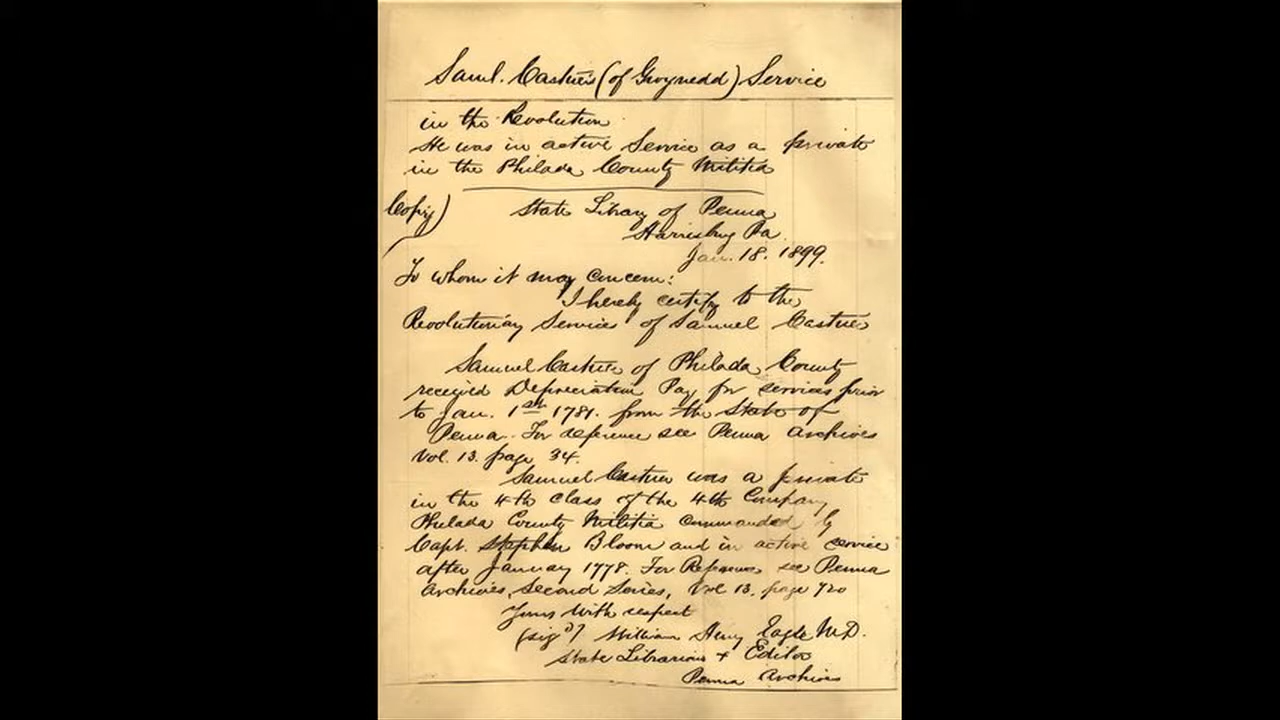 Saml. Castner's (of Gwynedd) Service
in the Revolution
He was in active Service as a private
in the Philada County Militia
Copy)
State Library of Penna
Harrisburg Pa.
Jan. 18. 1899.
To whom it may concern:
I hereby certify to the
Revolutionary Services of Samuel Castner
Samuel Castner of Philada County
received Depreciation Pay for services prior
to Jan. 1st 1781. from the State of
Penna. For reference see Penna Archives
Vol. 13. page 34.
Samuel Castner was a private
in the 4th class of the 4th Company
Philada County Militia commanded by
Capt. Stephen Bloom and in active service
after January 1778. For Reference see Penna
Archives, Second Series, Vol 13. page 720
Yours with respect
(sigd) William Henry Eagle M.D.
State Librarian + Editor
Penna Archives